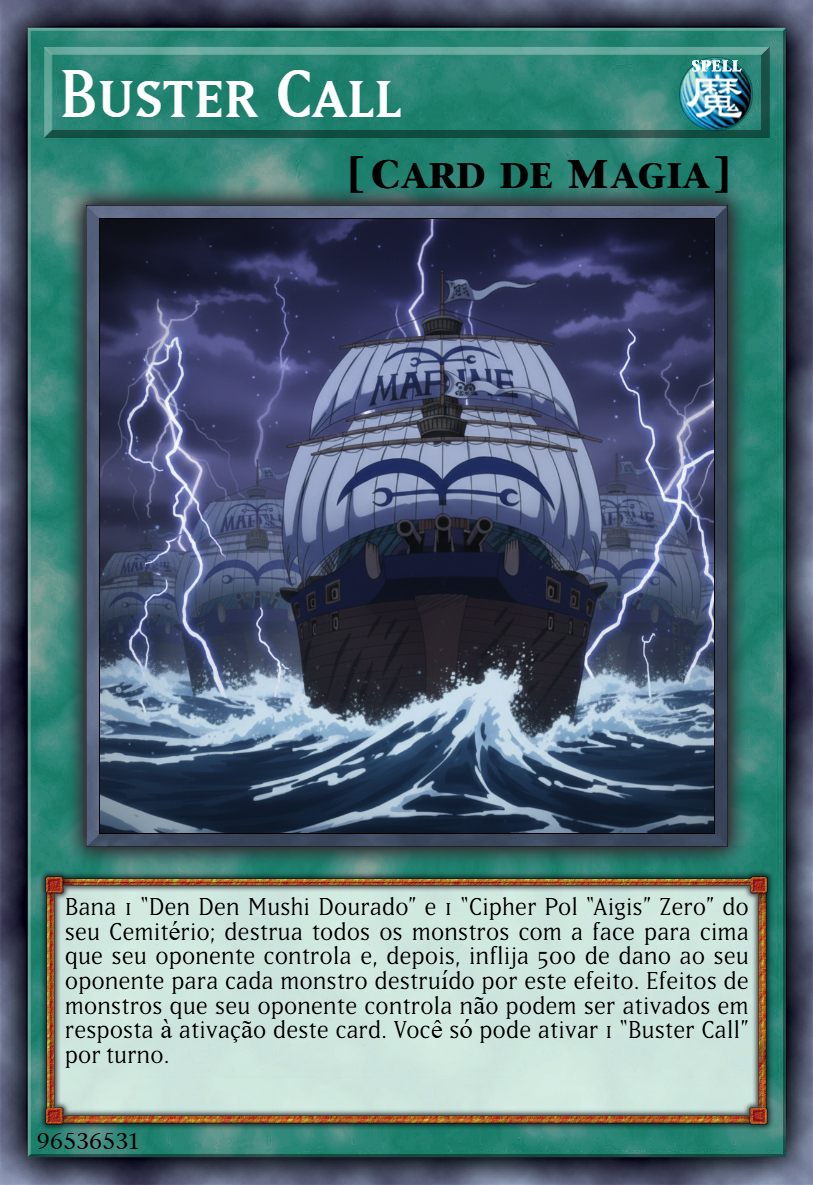 Buster Call
SPELL
魔
[Card de Magia]
MARINE
MARINE
MARINE
Bana 1 “Den Den Mushi Dourado” e 1 “Cipher Pol “Aigis” Zero” do
seu Cemitério; destrua todos os monstros com a face para cima
que seu oponente controla e, depois, inflija 500 de dano ao seu
oponente para cada monstro destruído por este efeito. Efeitos de
monstros que seu oponente controla não podem ser ativados em
resposta à ativação deste card. Você só pode ativar 1 “Buster Call”
por turno.
96536531